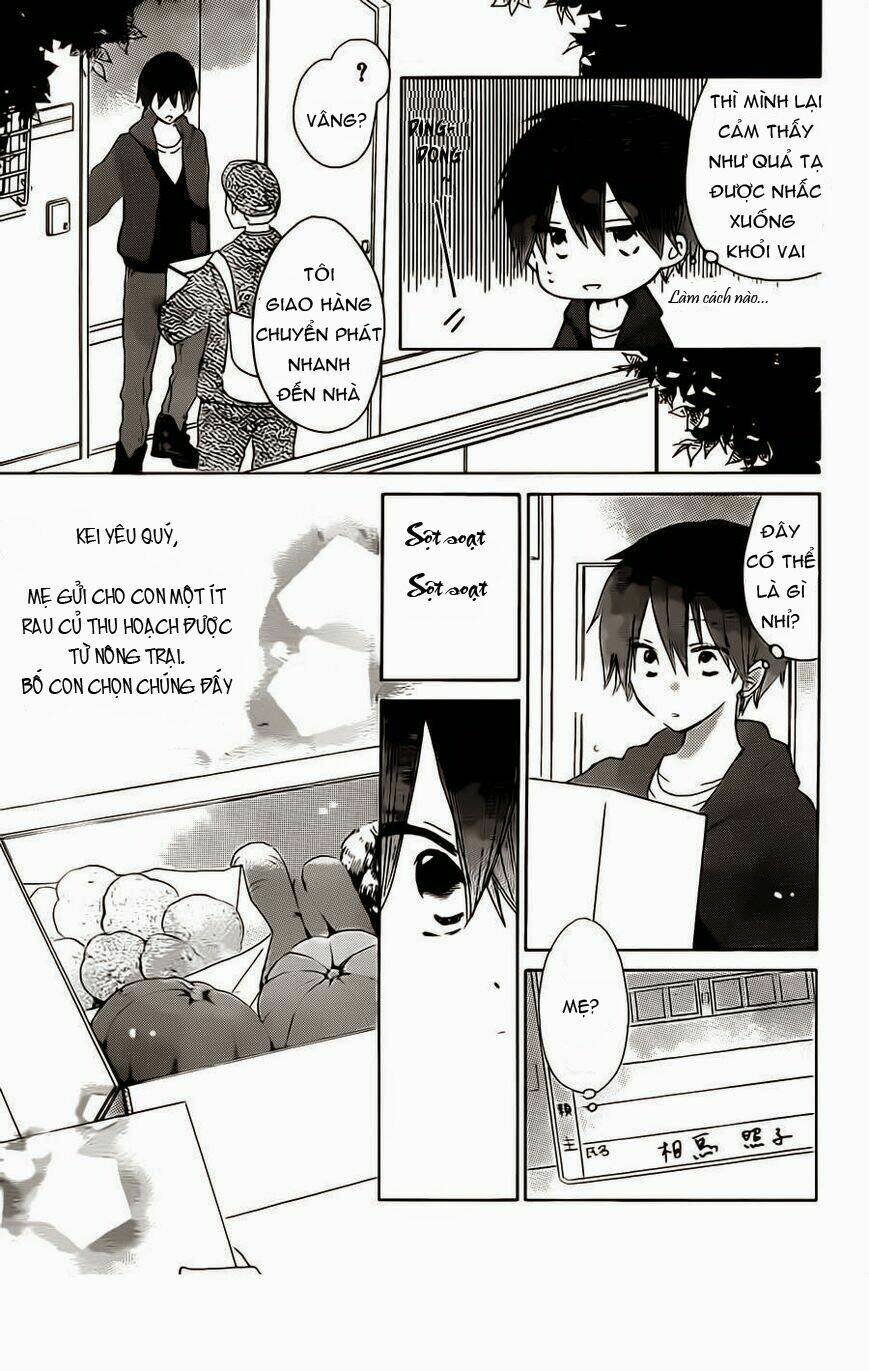 THÌ MÌNH LẠI
CẢM THẤY
NHƯ QUẢ TẠ
ĐƯỢC NHẤC
XUỐNG
KHỎI VAI
Làm cách nào...
DING-
DONG
~
?
VÂNG?
TÔI
GIAO HÀNG
CHUYỂN PHÁT
NHANH
ĐẾN NHÀ
ĐÂY
CÓ THỂ
LÀ GÌ
NHỈ?
Sột soạt
Sột soạt
MẸ?
相馬 照子
KEI YÊU QUÝ,
MẸ GỬI CHO CON MỘT ÍT
RAU CỦ THU HOẠCH ĐƯỢC
TỪ NÔNG TRẠI.
BỐ CON CHỌN CHÚNG ĐẤY